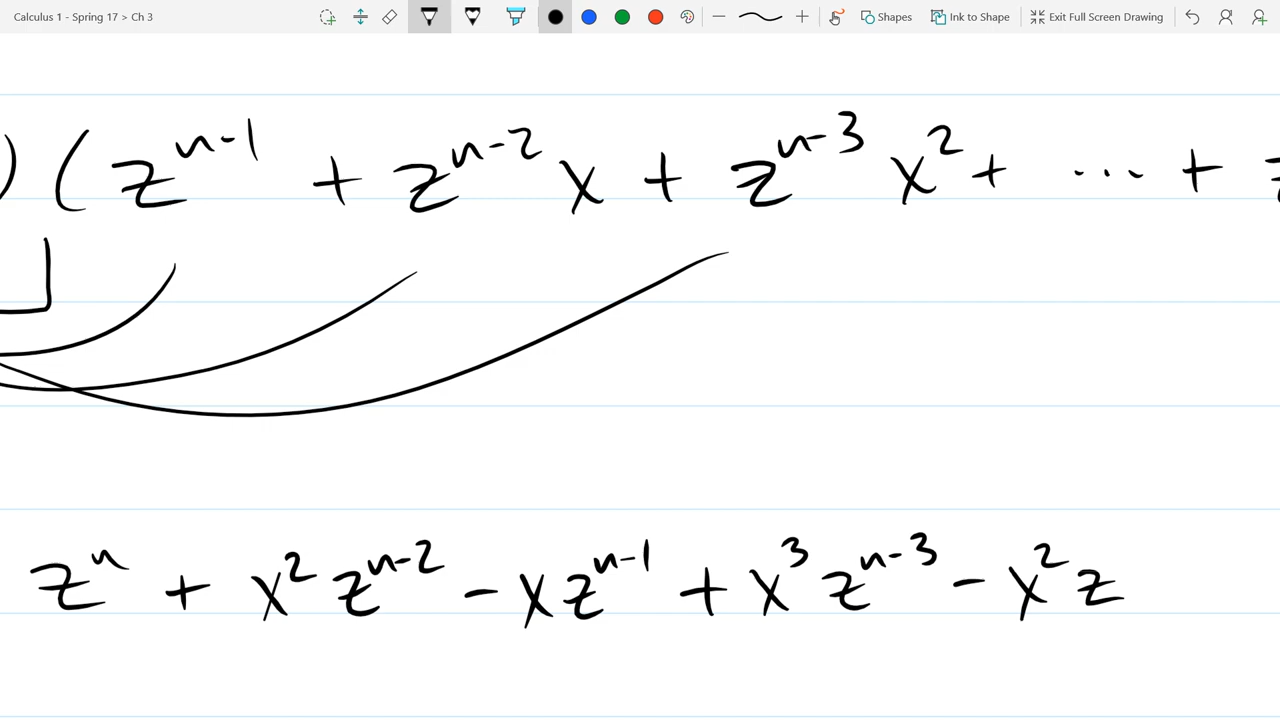 Calculus 1 - Spring 17 > Ch 3
Shapes
Ink to Shape
Exit Full Screen Drawing
) (z^{n-1} + z^{n-2} x + z^{n-3} x^2 + ... +
z^n + x^2 z^{n-2} - x z^{n-1} + x^3 z^{n-3} - x^2 z